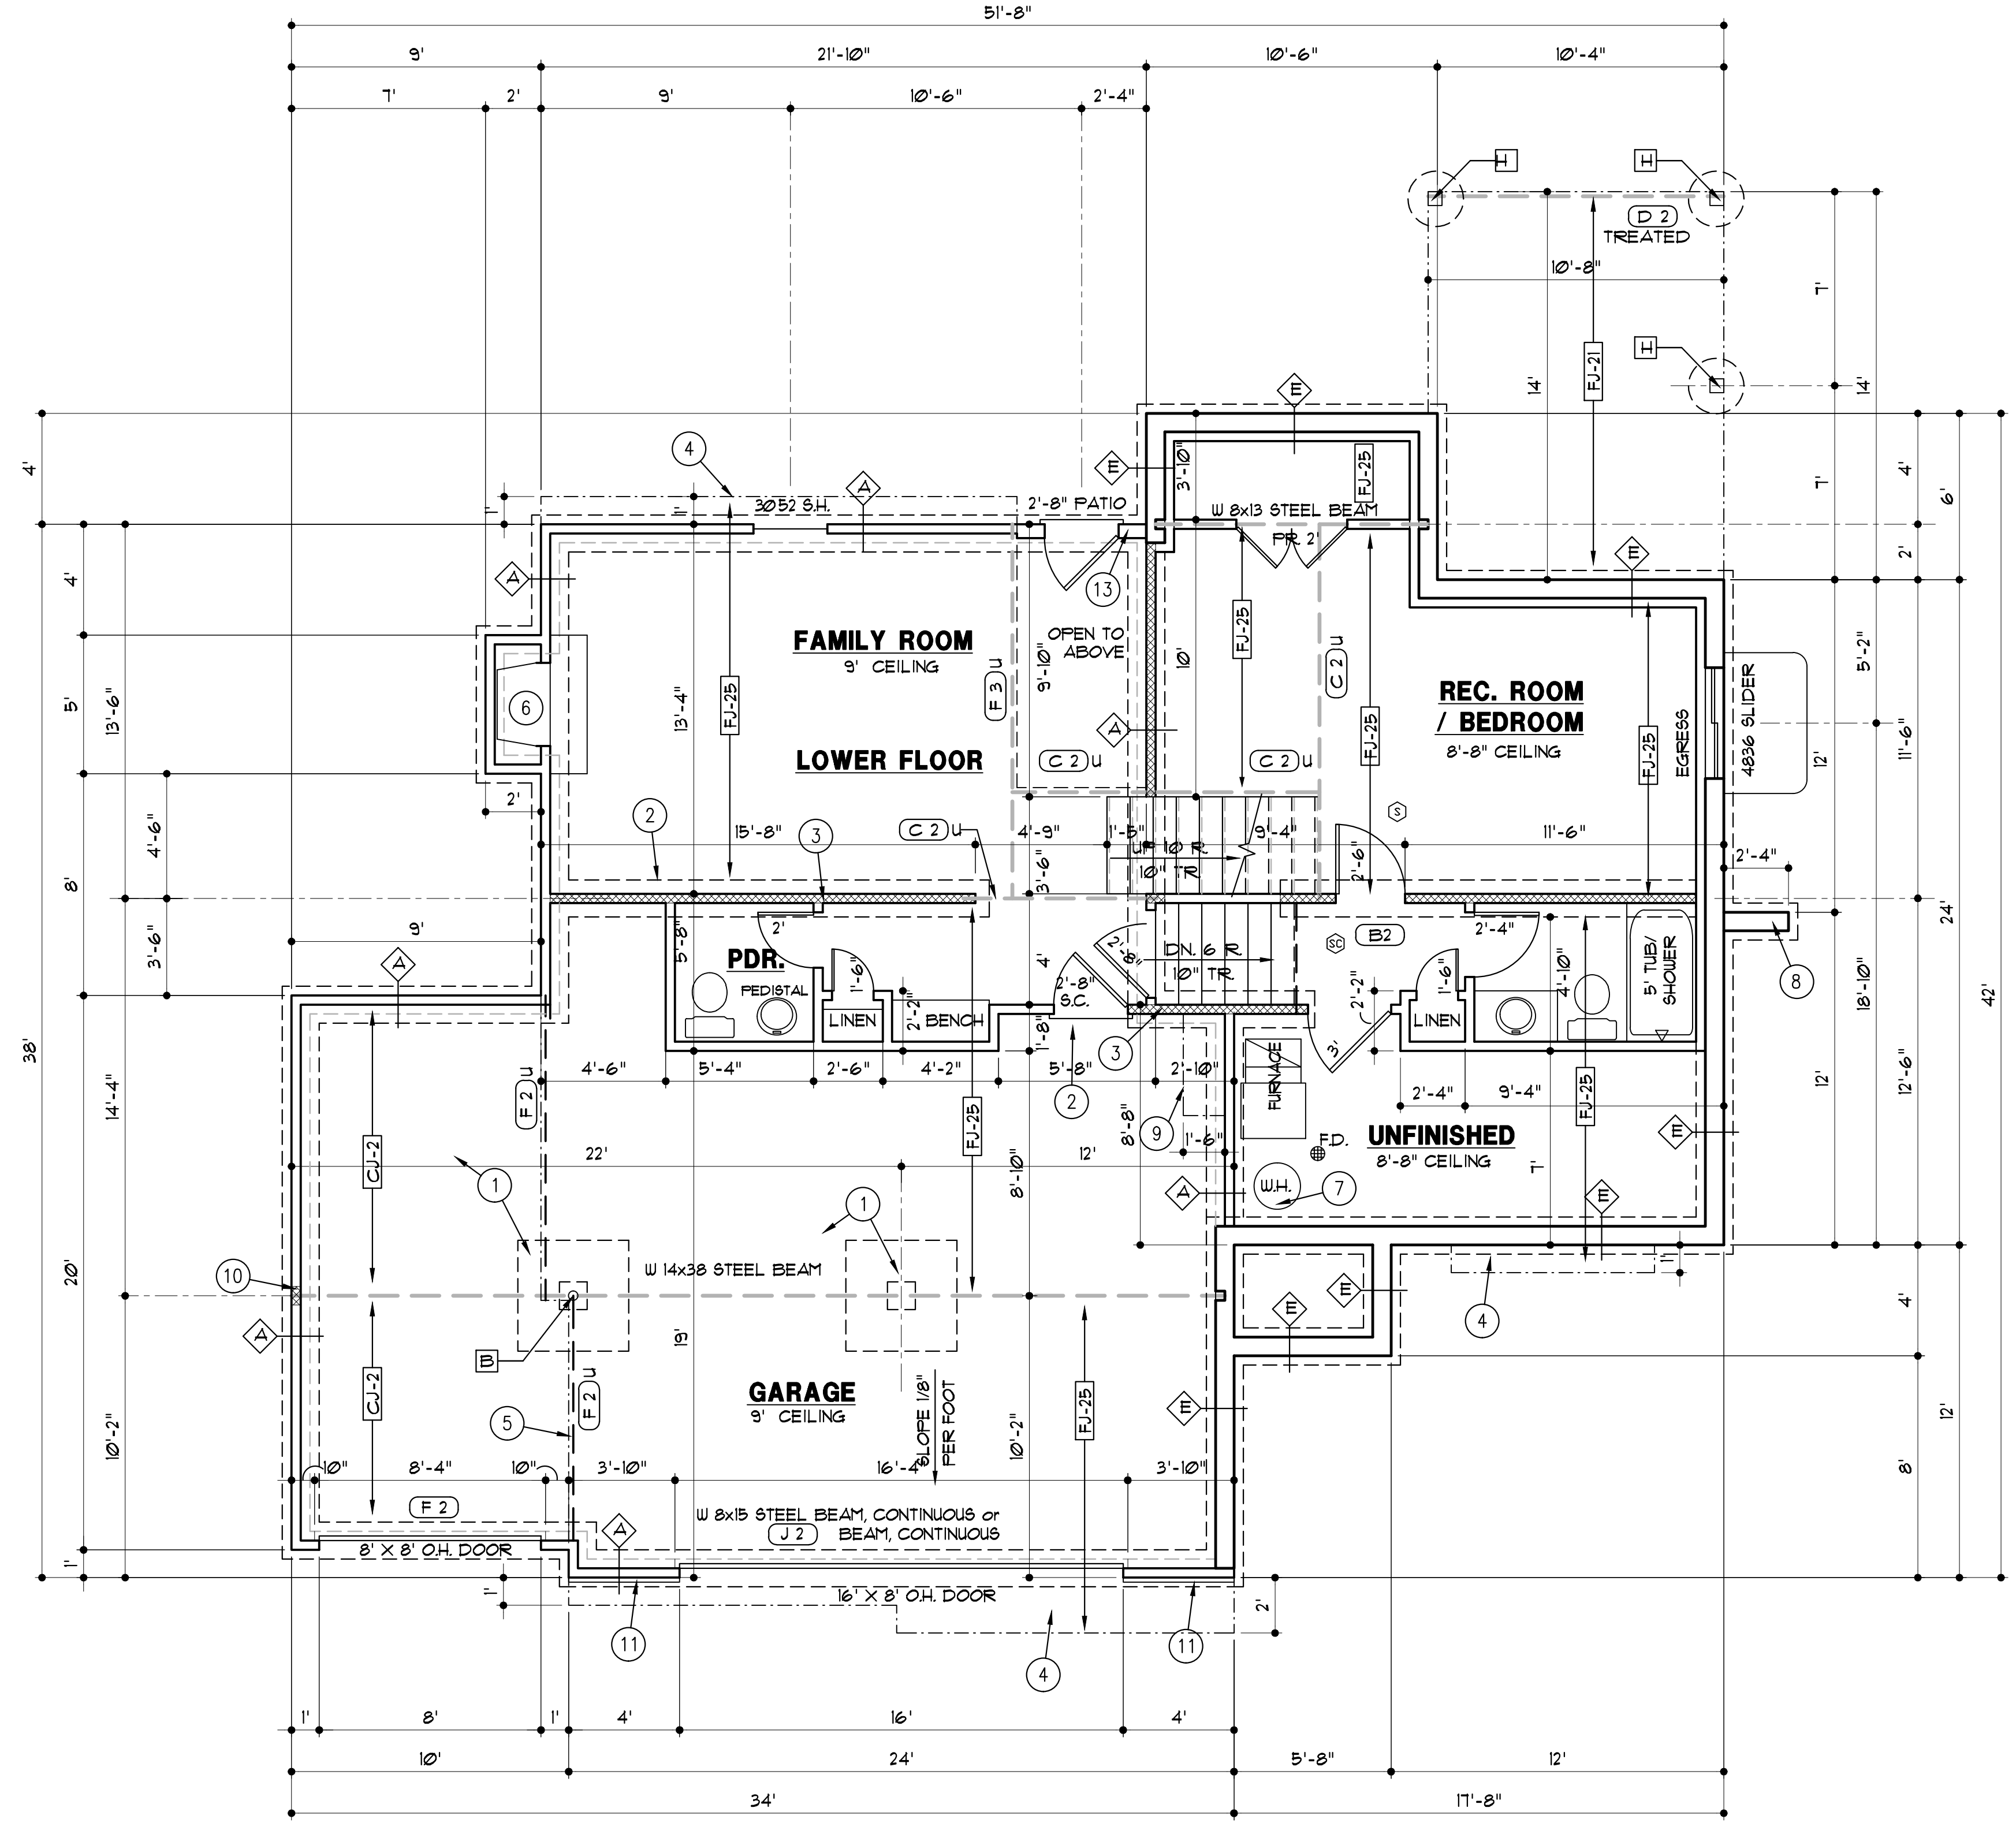 51'-8"
9'
21'-10"
10'-6"
10'-4"
7'
2'
9'
10'-6"
2'-4"
H
H
D 2
TREATED
10'-8"
7'
H
FJ-21
14'
14'
E
4
A
E
3'-10"
FJ-25
4'
4'
6'
7'
1'
1'
3052 S.H.
2'-8" PATIO
W 8x13 STEEL BEAM
PR. 2'
E
2'
4'
A
13
FAMILY ROOM
9' CEILING
OPEN TO
ABOVE
FJ-25
10'
C 2 U
5'-2"
F 3 U
9'-10"
REC. ROOM
/ BEDROOM
8'-8" CEILING
EGRESS
4836 SLIDER
5'
13'-6"
6
13'-4"
FJ-25
A
FJ-25
FJ-25
12'
11'-6"
LOWER FLOOR
C 2 U
C 2 U
2'
2
3
C 2 U
S
15'-8"
4'-9"
1'-5"
9'-4"
11'-6"
4'-6"
UP 10 R
10" TR
2'-6"
2'-4"
8'
3'-6"
24'
9'
3'-6"
A
5'-8"
2'
PDR.
PEDISTAL
1'-6"
4'
2'-8"
DN. 6 R
10" TR
SC
B2
2'-4"
4'-10"
5' TUB/
SHOWER
8
18'-10"
42'
2'-8"
S.C.
2'-2"
1'-6"
LINEN
2'-2"
BENCH
LINEN
1'-8"
3
3'
38'
4'-6"
5'-4"
2'-6"
4'-2"
5'-8"
2'-10"
FURNACE
2'-4"
9'-4"
14'-4"
F 2 U
2
FJ-25
FJ-25
12'
12'-6"
CJ-2
9
8'-8"
1'-6"
F.D.
UNFINISHED
8'-8" CEILING
E
22'
12'
8'-10"
7'
1
1
A
W.H.
7
E
20'
10
W 14x38 STEEL BEAM
E
E
1'
4
4'
A
B
19'
CJ-2
F 2 U
GARAGE
9' CEILING
SLOPE 1/8"
PER FOOT
FJ-25
E
12'
5
10'-2"
10'-2"
8'
10"
8'-4"
10"
3'-10"
16'-4"
3'-10"
F 2
W 8x15 STEEL BEAM, CONTINUOUS or
J 2 BEAM, CONTINUOUS
A
8' X 8' O.H. DOOR
1'
1'
16' X 8' O.H. DOOR
2'
11
11
4
1'
8'
1'
4'
16'
4'
10'
24'
5'-8"
12'
34'
17'-8"